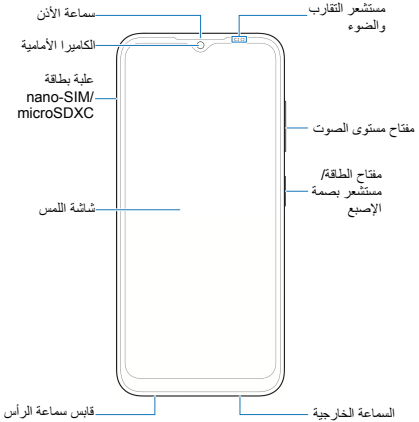 سماعة الأذن
الكاميرا الأمامية
علبة بطاقة
nano-SIM/
microSDXC
شاشة اللمس
قابس سماعة الرأس
مستشعر التقارب
والضوء
مفتاح مستوى الصوت
مفتاح الطاقة/
مستشعر بصمة
الإصبع
السماعة الخارجية